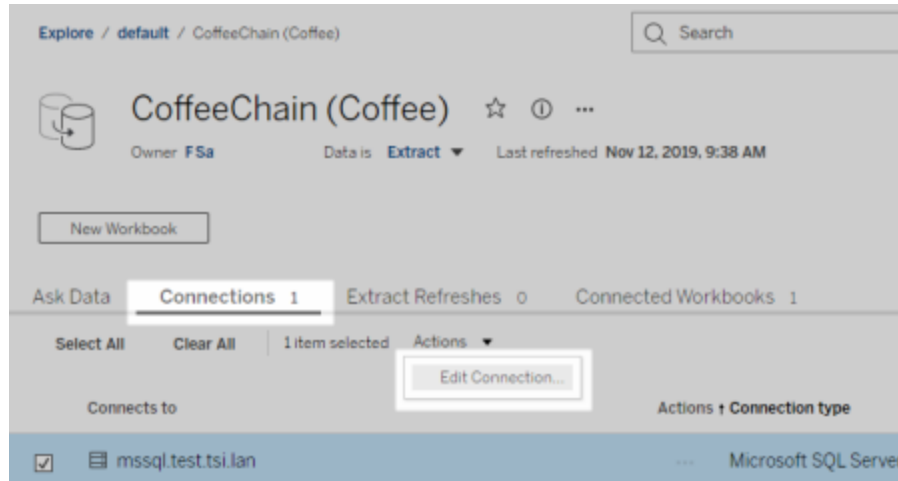 Explore / default / CoffeeChain (Coffee) Search
CoffeeChain (Coffee) ...
Owner FSa Data is Extract Last refreshed Nov 12, 2019, 9:38 AM
New Workbook
Ask Data Connections 1 Extract Refreshes 0 Connected Workbooks 1
Select All Clear All 1 item selected Actions
Edit Connection...
Connects to Actions ↑ Connection type
mssql.test.tsi.lan ... Microsoft SQL Server